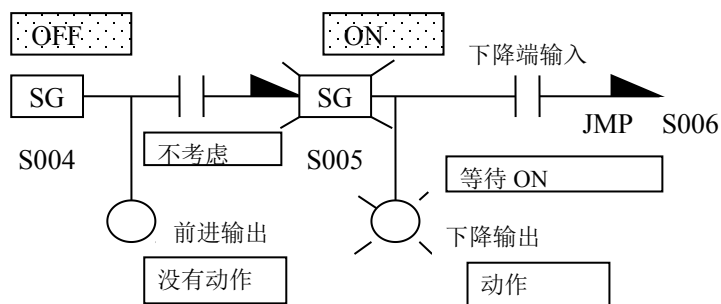 OFF
ON
下降端输入
SG
SG
JMP S006
S004
不考虑
S005
等待 ON
前进输出
下降输出
没有动作
动作